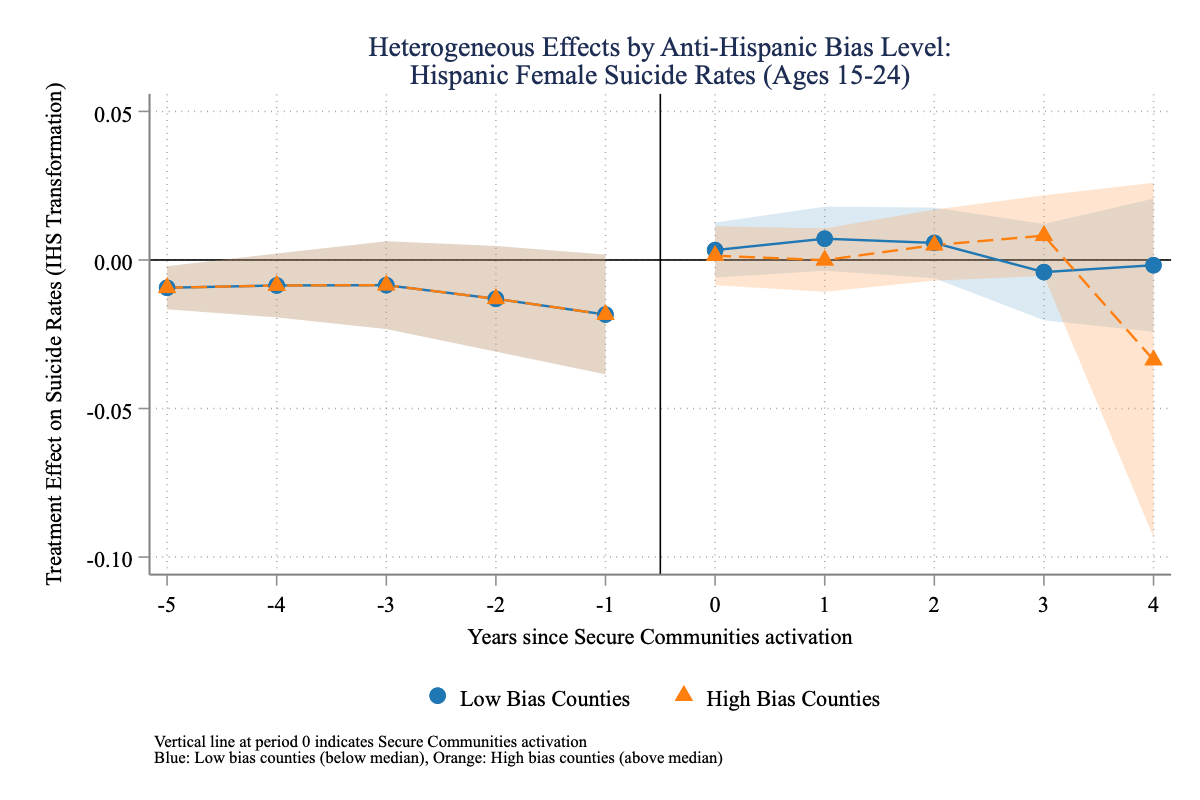 Heterogeneous Effects by Anti-Hispanic Bias Level:
Hispanic Female Suicide Rates (Ages 15-24)
Treatment Effect on Suicide Rates (IHS Transformation)
0.05
0.00
-0.05
-0.10
-5 -4 -3 -2 -1 0 1 2 3 4
Years since Secure Communities activation
Low Bias Counties High Bias Counties
Vertical line at period 0 indicates Secure Communities activation
Blue: Low bias counties (below median), Orange: High bias counties (above median)